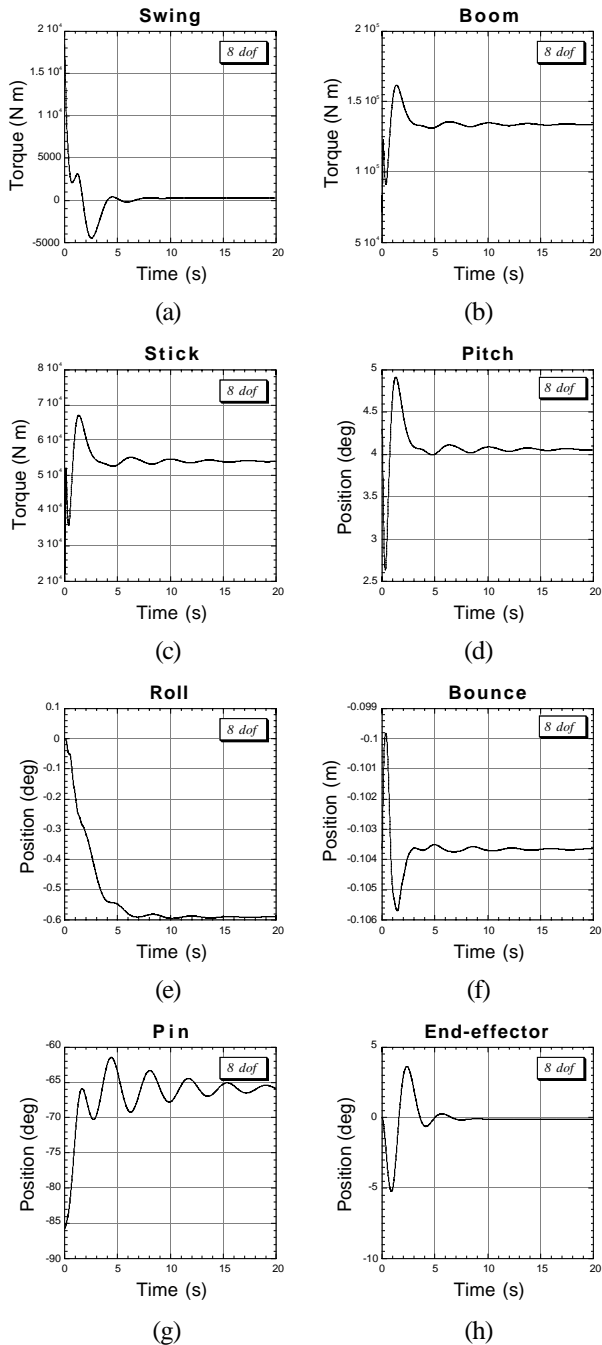 Swing
2 10⁴
1.5 10⁴
1 10⁴
5000
0
-5000
Torque (N m)
8 dof
0 5 10 15 20
Time (s)
(a)
Boom
2 10⁵
1.5 10⁵
1 10⁵
5 10⁴
Torque (N m)
8 dof
0 5 10 15 20
Time (s)
(b)
Stick
8 10⁴
7 10⁴
6 10⁴
5 10⁴
4 10⁴
3 10⁴
2 10⁴
Torque (N m)
8 dof
0 5 10 15 20
Time (s)
(c)
Pitch
5
4.5
4
3.5
3
2.5
Position (deg)
8 dof
0 5 10 15 20
Time (s)
(d)
Roll
0.1
0
-0.1
-0.2
-0.3
-0.4
-0.5
-0.6
Position (deg)
8 dof
0 5 10 15 20
Time (s)
(e)
Bounce
-0.099
-0.1
-0.101
-0.102
-0.103
-0.104
-0.105
-0.106
Position (m)
8 dof
0 5 10 15 20
Time (s)
(f)
Pin
-60
-65
-70
-75
-80
-85
-90
Position (deg)
8 dof
0 5 10 15 20
Time (s)
(g)
End-effector
5
0
-5
-10
Position (deg)
8 dof
0 5 10 15 20
Time (s)
(h)